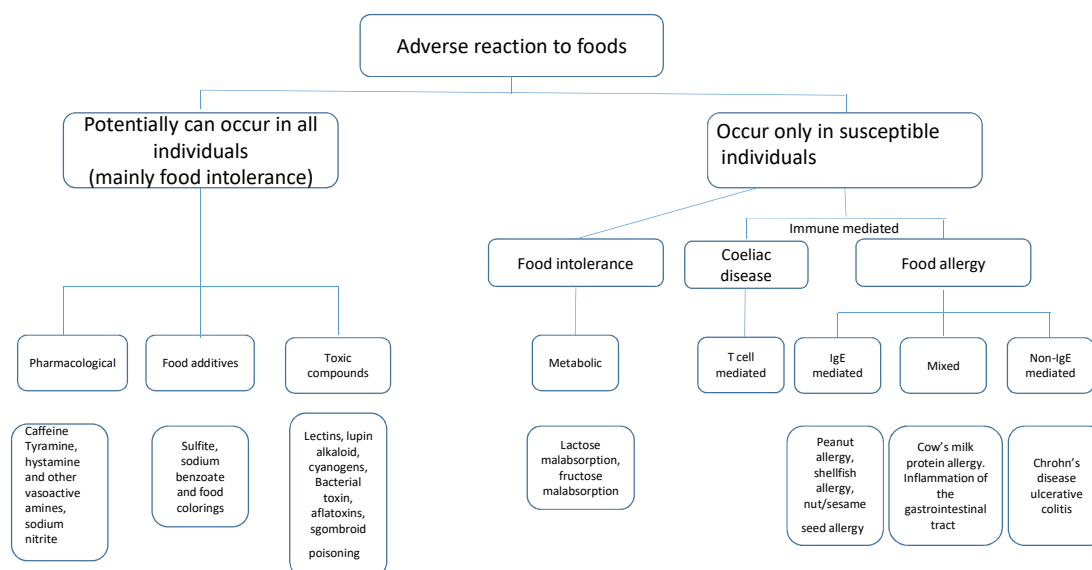 Adverse reaction to foods
Potentially can occur in all
individuals
(mainly food intolerance)
Occur only in susceptible
individuals
Immune mediated
Food intolerance
Coeliac
disease
Food allergy
Pharmacological
Food additives
Toxic
compounds
Metabolic
T cell
mediated
IgE
mediated
Mixed
Non-IgE
mediated
Caffeine
Tyramine,
hystamine
and other
vasoactive
amines,
sodium
nitrite
Sulfite,
sodium
benzoate
and food
colorings
Lectins, lupin
alkaloid,
cyanogens,
Bacterial
toxin,
aflatoxins,
sgombroid
poisoning
Lactose
malabsorption,
fructose
malabsorption
Peanut
allergy,
shellfish
allergy,
nut/sesame
seed allergy
Cow's milk
protein allergy.
Inflammation of
the
gastrointestinal
tract
Chrohn's
disease
ulcerative
colitis